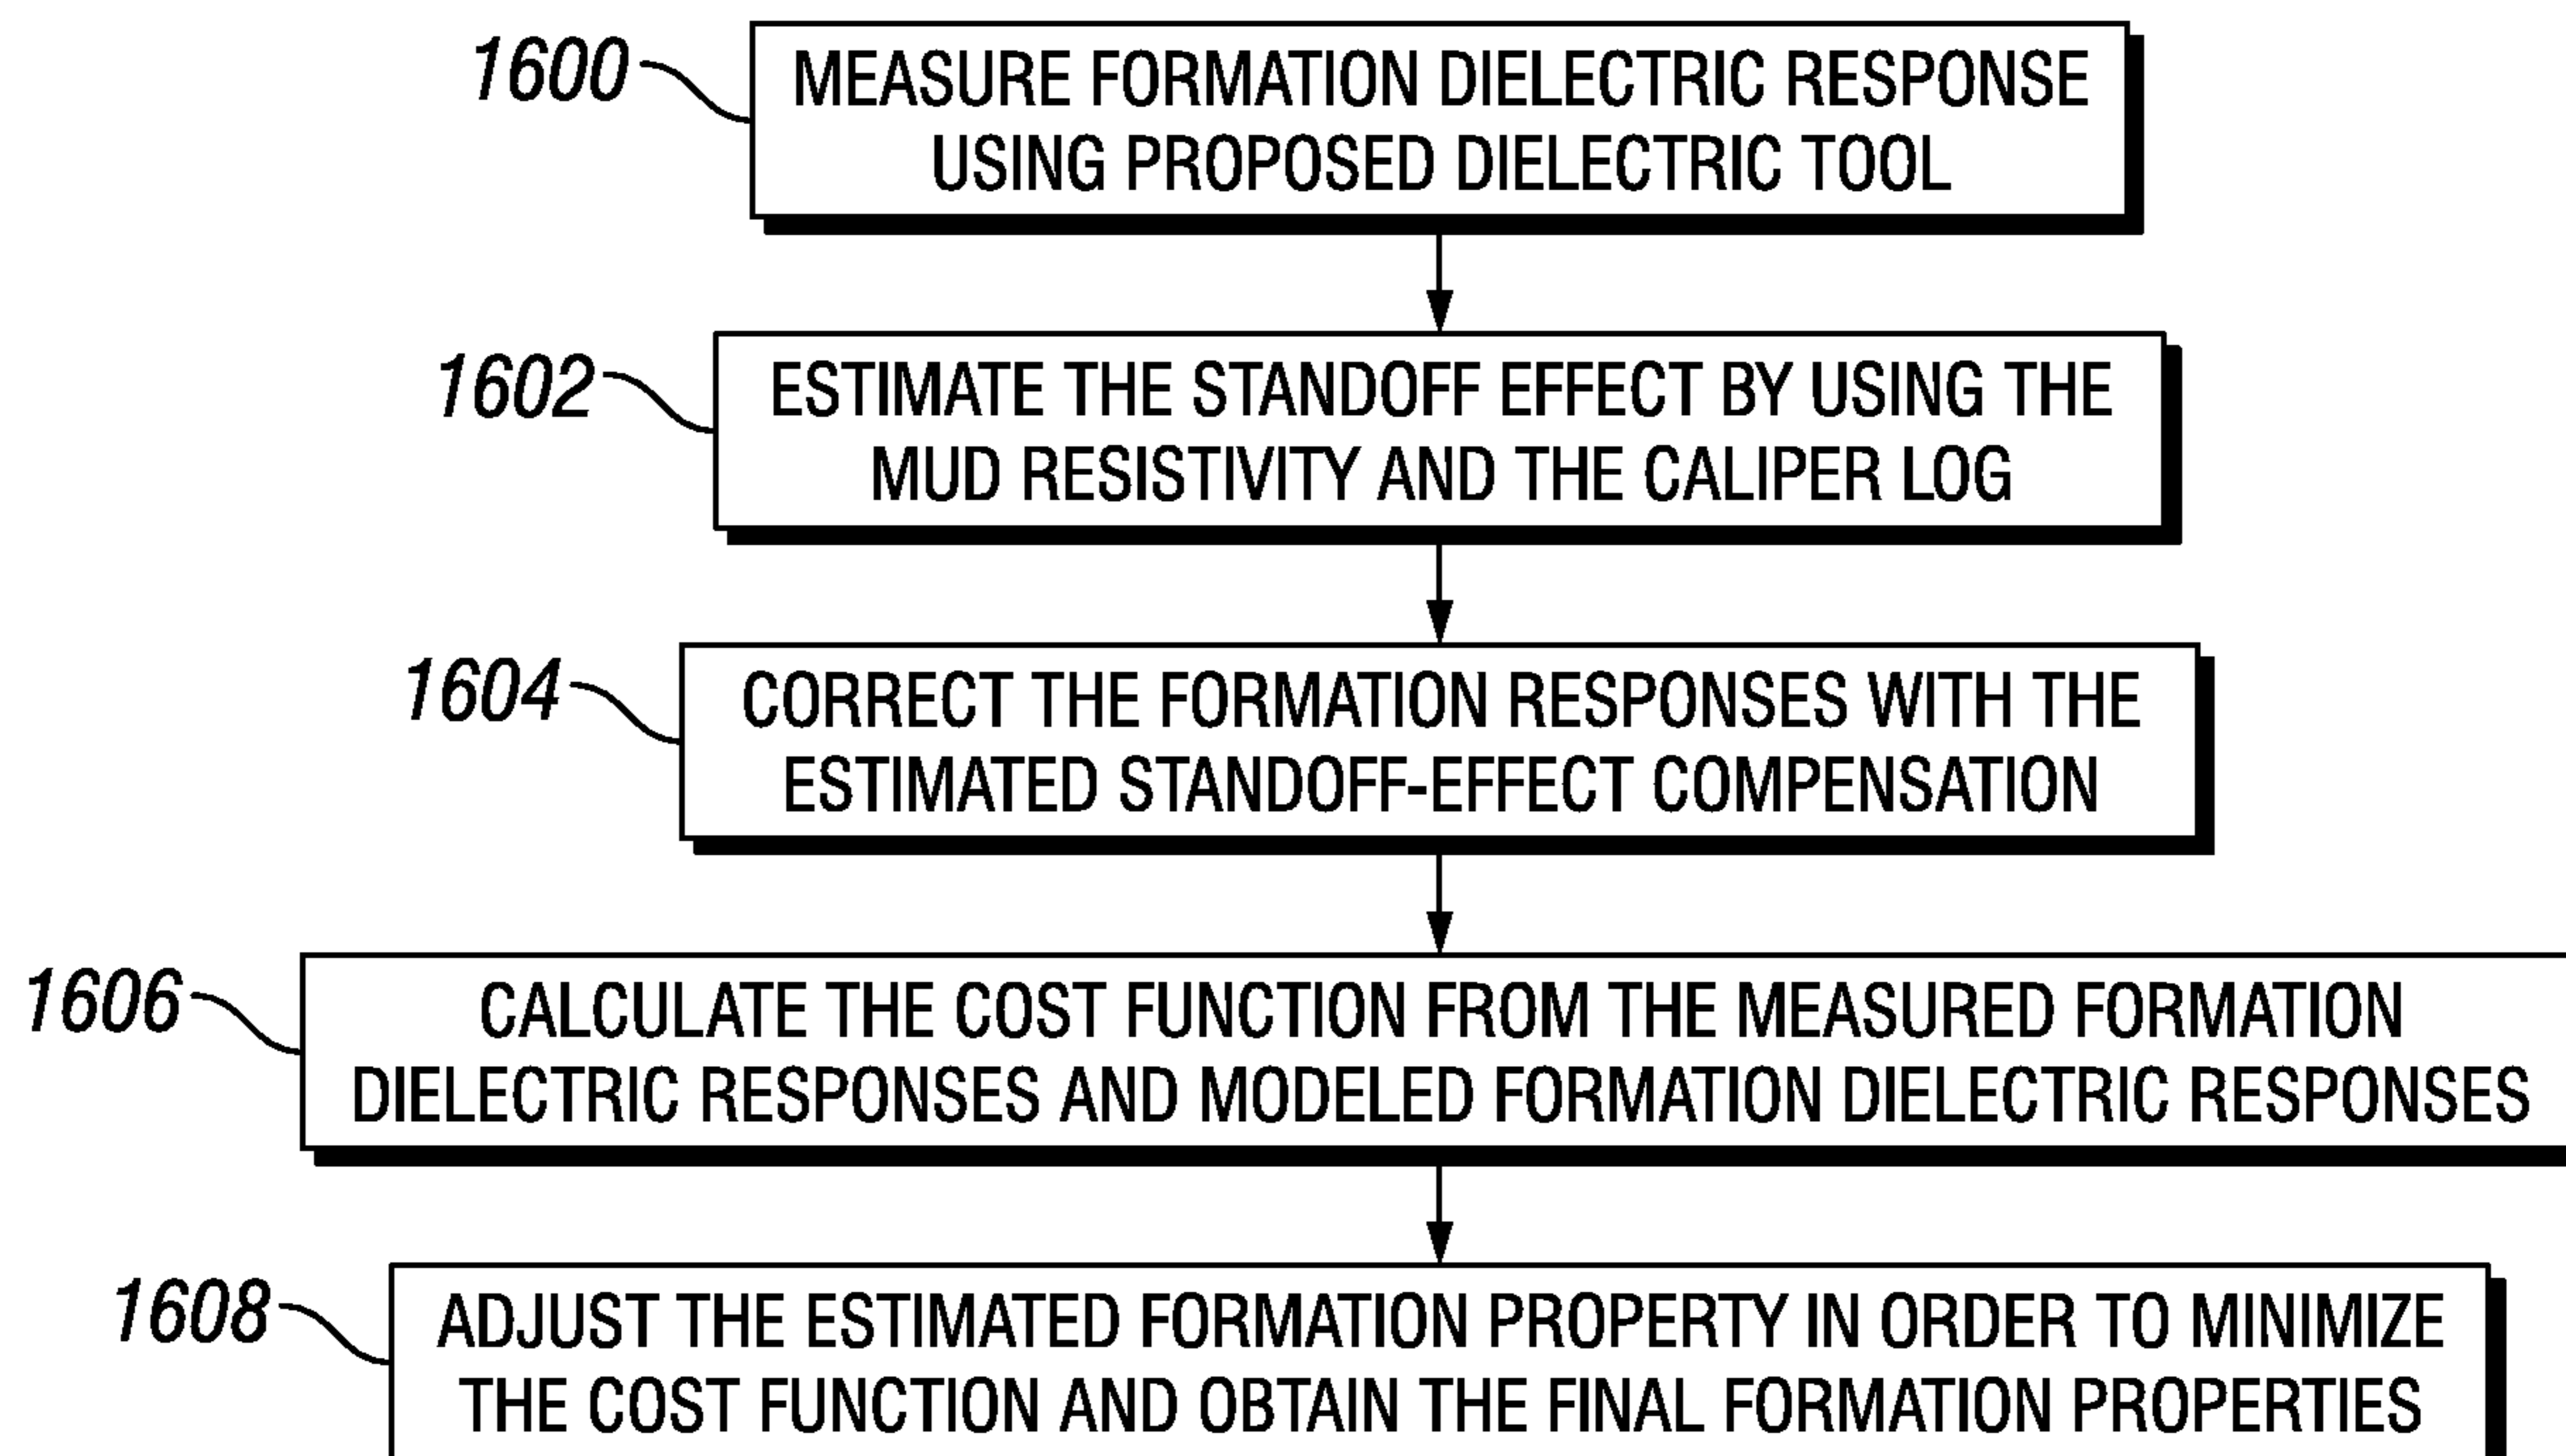 1600
MEASURE FORMATION DIELECTRIC RESPONSE
USING PROPOSED DIELECTRIC TOOL
1602
ESTIMATE THE STANDOFF EFFECT BY USING THE
MUD RESISTIVITY AND THE CALIPER LOG
1604
CORRECT THE FORMATION RESPONSES WITH THE
ESTIMATED STANDOFF-EFFECT COMPENSATION
1606
CALCULATE THE COST FUNCTION FROM THE MEASURED FORMATION
DIELECTRIC RESPONSES AND MODELED FORMATION DIELECTRIC RESPONSES
1608
ADJUST THE ESTIMATED FORMATION PROPERTY IN ORDER TO MINIMIZE
THE COST FUNCTION AND OBTAIN THE FINAL FORMATION PROPERTIES